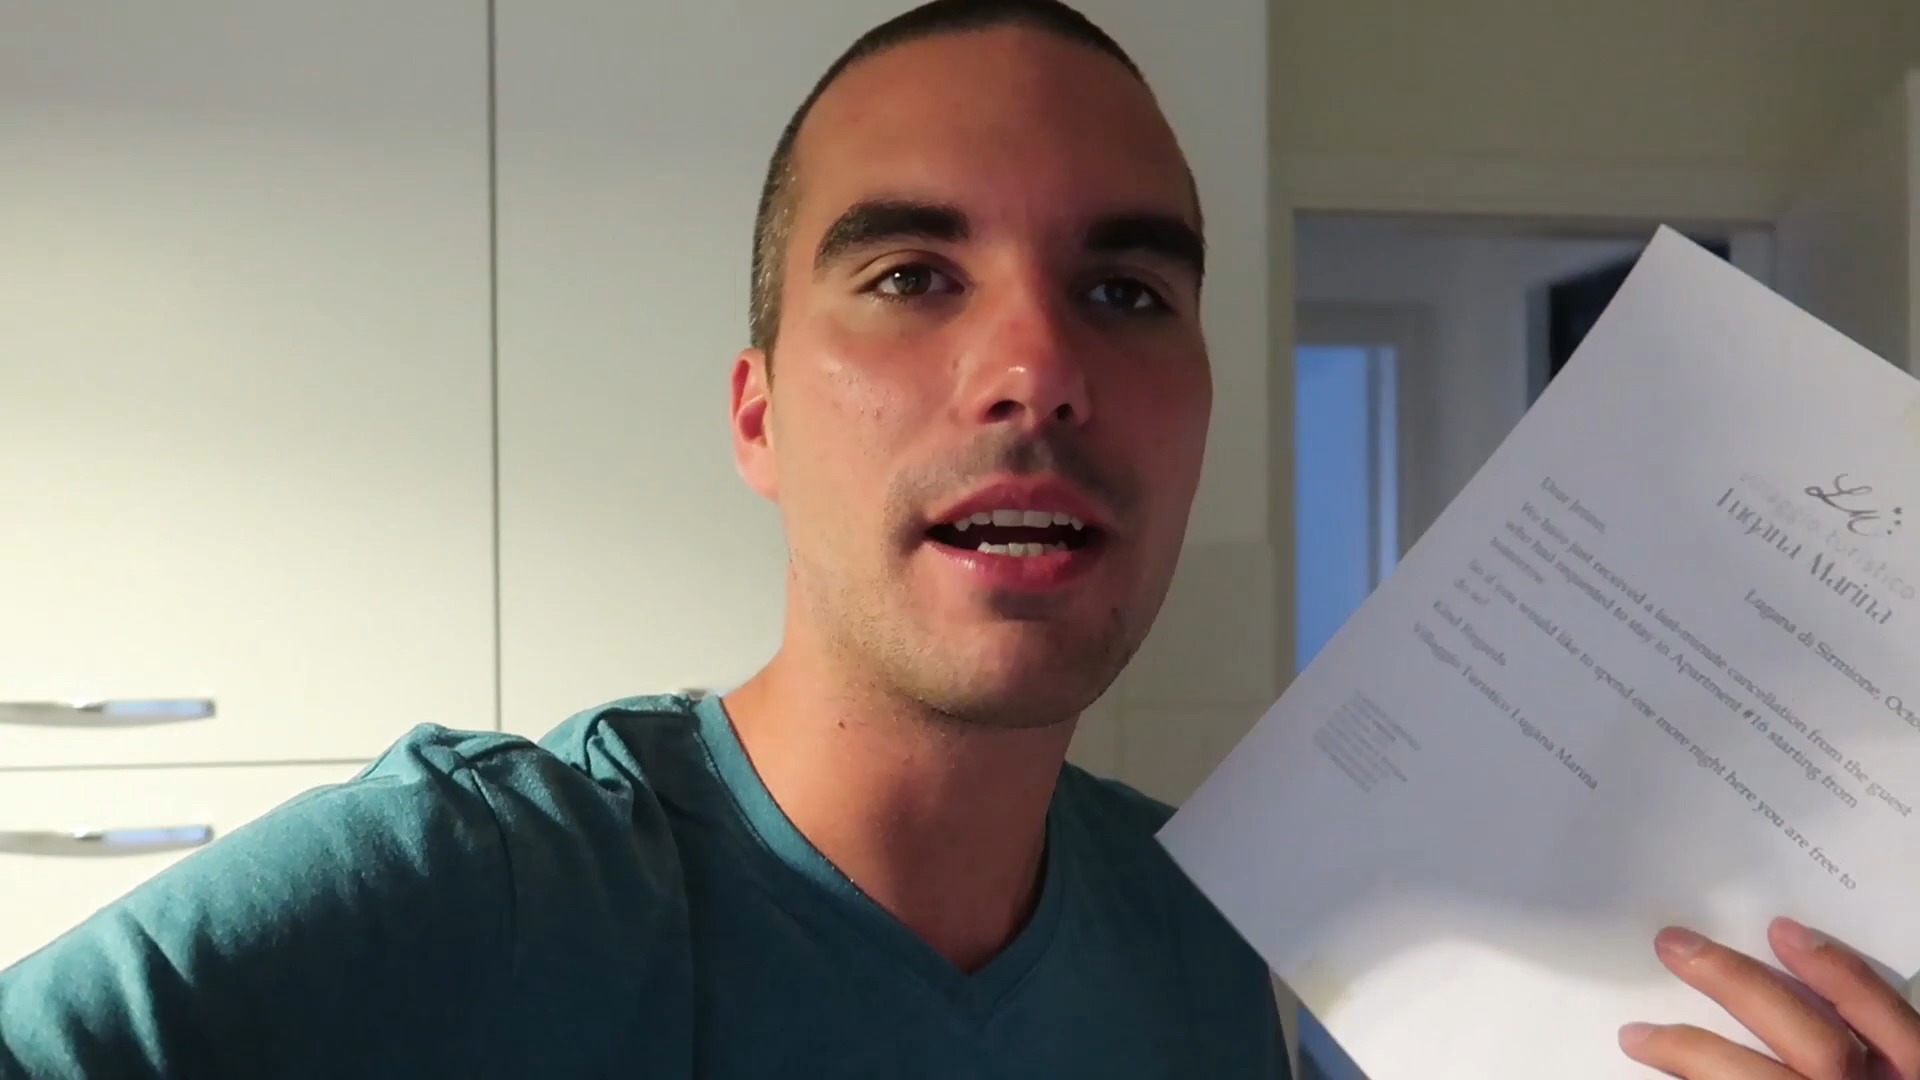 Lugana Marina
Lugana di Sirmione, Octo
Dear
We have just received a last-minute cancellation from the guest
who had requested to stay in Apartment #16 starting from
tomorrow.
So if you would like to spend one more night here you are free to
do so!
Kind Regards
Villaggio Turistico Lugana Marina